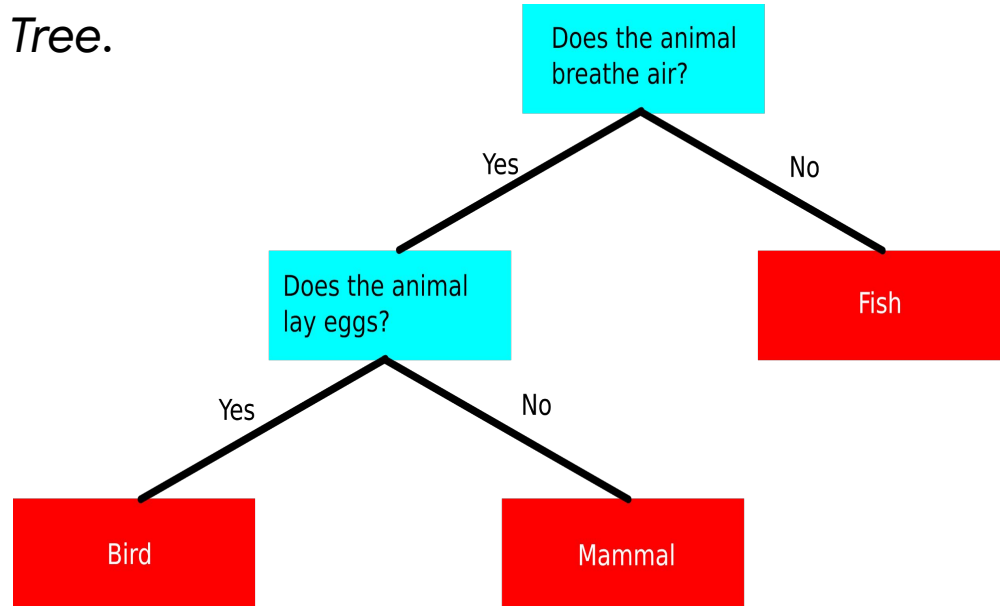 Tree.
Does the animal
breathe air?
Yes
No
Does the animal
lay eggs?
Fish
Yes
No
Bird
Mammal